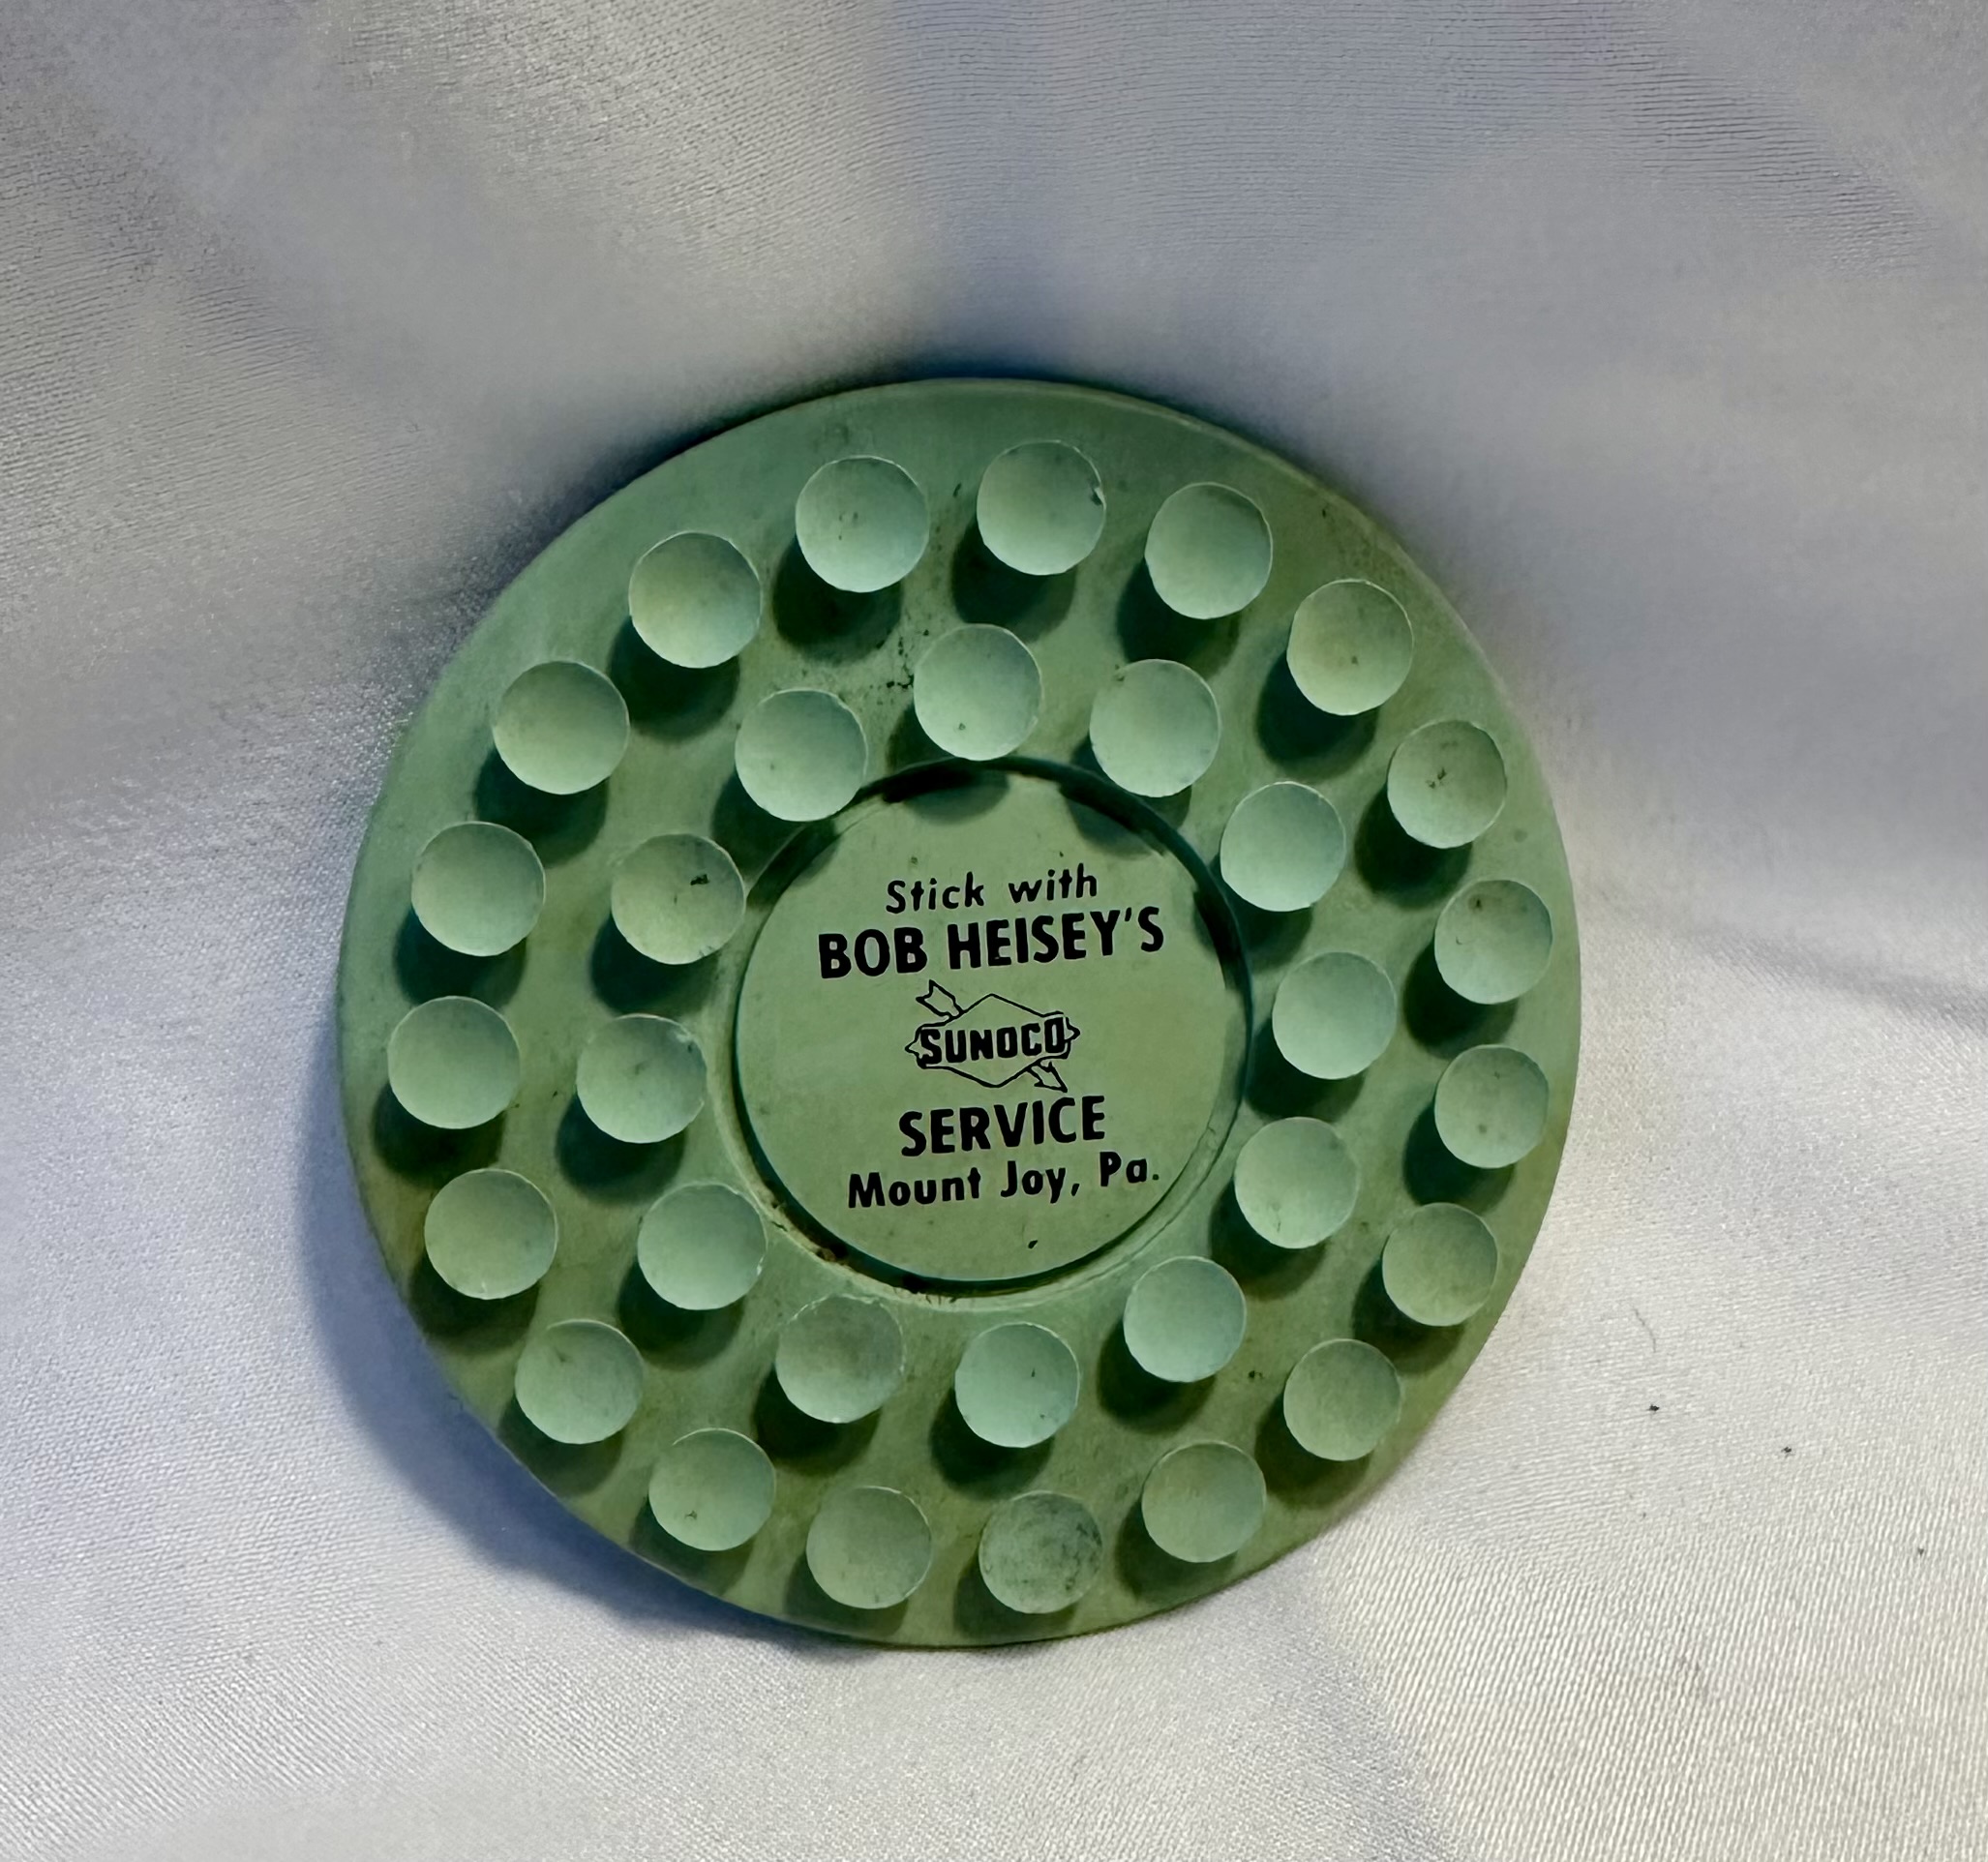 Stick with
BOB HEISEY'S
SUNOCO
SERVICE
Mount Joy, Pa.